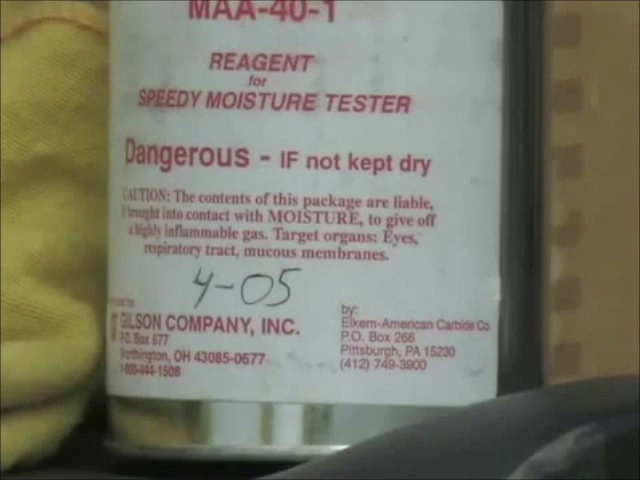 MAA-40-1
REAGENT
for
SPEEDY MOISTURE TESTER
Dangerous - IF not kept dry
CAUTION: The contents of this package are liable,
if brought into contact with MOISTURE, to give off
a highly inflammable gas. Target organs: Eyes,
respiratory tract, mucous membranes.
4-05
GILSON COMPANY, INC.
P.O. Box 677
Worthington, OH 43085-0677
1-800-444-1508
by:
Elkem-American Carbide Co.
P.O. Box 266
Pittsburgh, PA 15230
(412) 749-3900